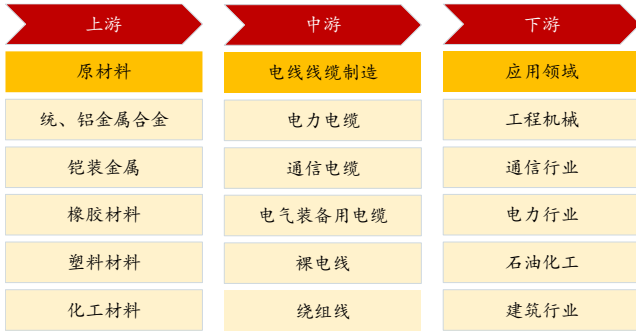 上游 中游 下游
原材料 电线线缆制造 应用领域
统、铝金属合金 电力电缆 工程机械
铠装金属 通信电缆 通信行业
橡胶材料 电气装备用电缆 电力行业
塑料材料 裸电线 石油化工
化工材料 绕组线 建筑行业